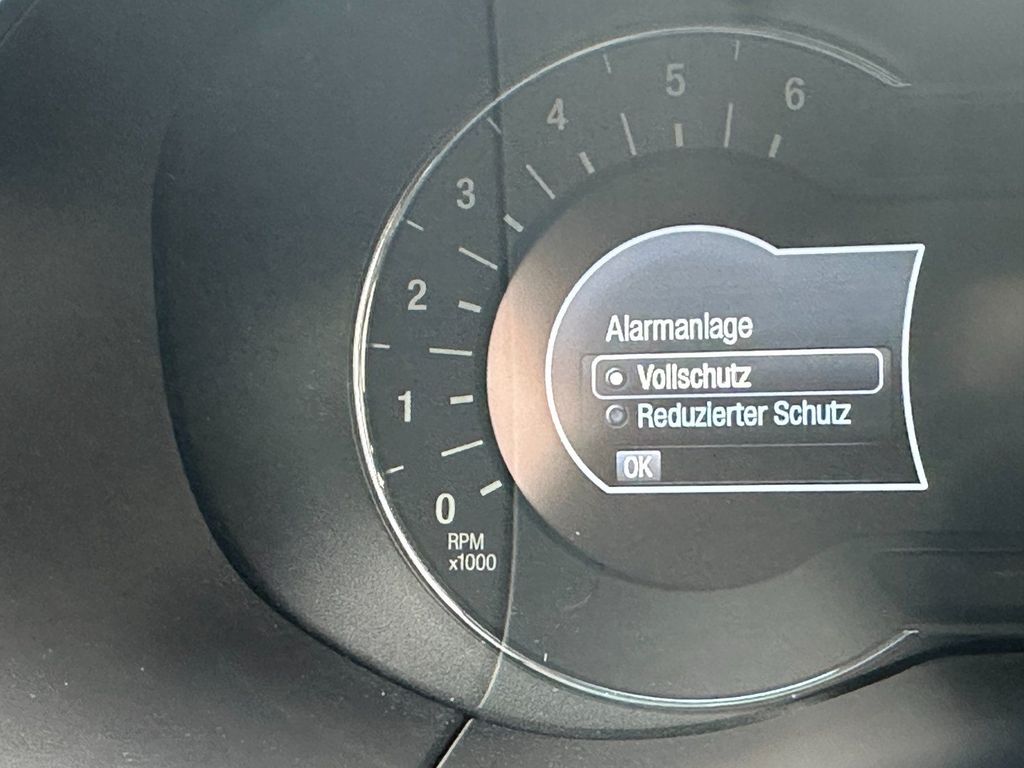 6
5
4
3
2
1
0
RPM
x1000
Alarmanlage
Vollschutz
Reduzierter Schutz
OK